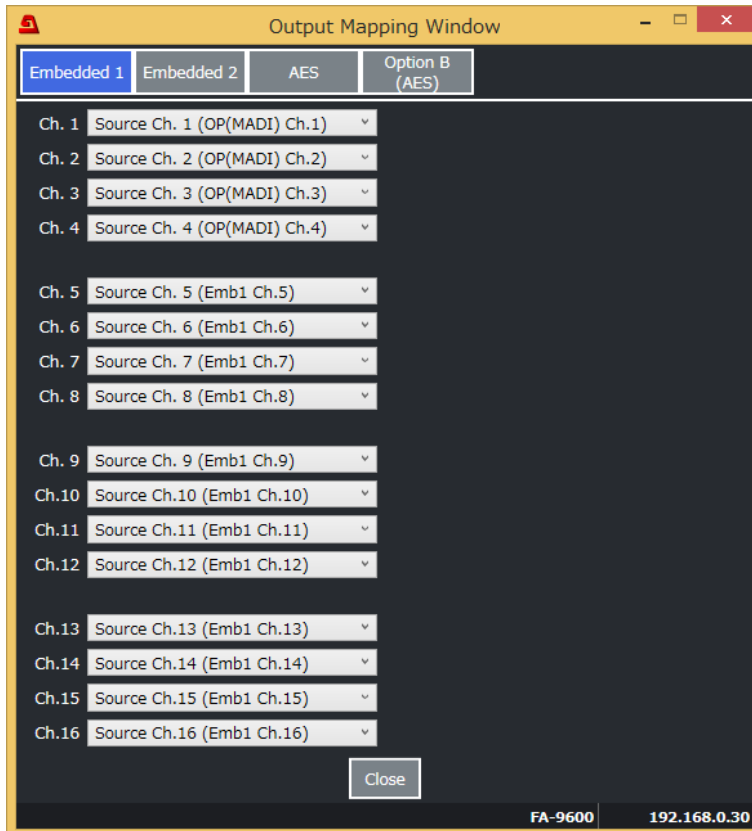 Output Mapping Window
Embedded 1 Embedded 2 AES Option B
(AES)
Ch. 1 Source Ch. 1 (OP(MADI) Ch.1)
Ch. 2 Source Ch. 2 (OP(MADI) Ch.2)
Ch. 3 Source Ch. 3 (OP(MADI) Ch.3)
Ch. 4 Source Ch. 4 (OP(MADI) Ch.4)
Ch. 5 Source Ch. 5 (Emb1 Ch.5)
Ch. 6 Source Ch. 6 (Emb1 Ch.6)
Ch. 7 Source Ch. 7 (Emb1 Ch.7)
Ch. 8 Source Ch. 8 (Emb1 Ch.8)
Ch. 9 Source Ch. 9 (Emb1 Ch.9)
Ch.10 Source Ch.10 (Emb1 Ch.10)
Ch.11 Source Ch.11 (Emb1 Ch.11)
Ch.12 Source Ch.12 (Emb1 Ch.12)
Ch.13 Source Ch.13 (Emb1 Ch.13)
Ch.14 Source Ch.14 (Emb1 Ch.14)
Ch.15 Source Ch.15 (Emb1 Ch.15)
Ch.16 Source Ch.16 (Emb1 Ch.16)
Close
FA-9600 192.168.0.30